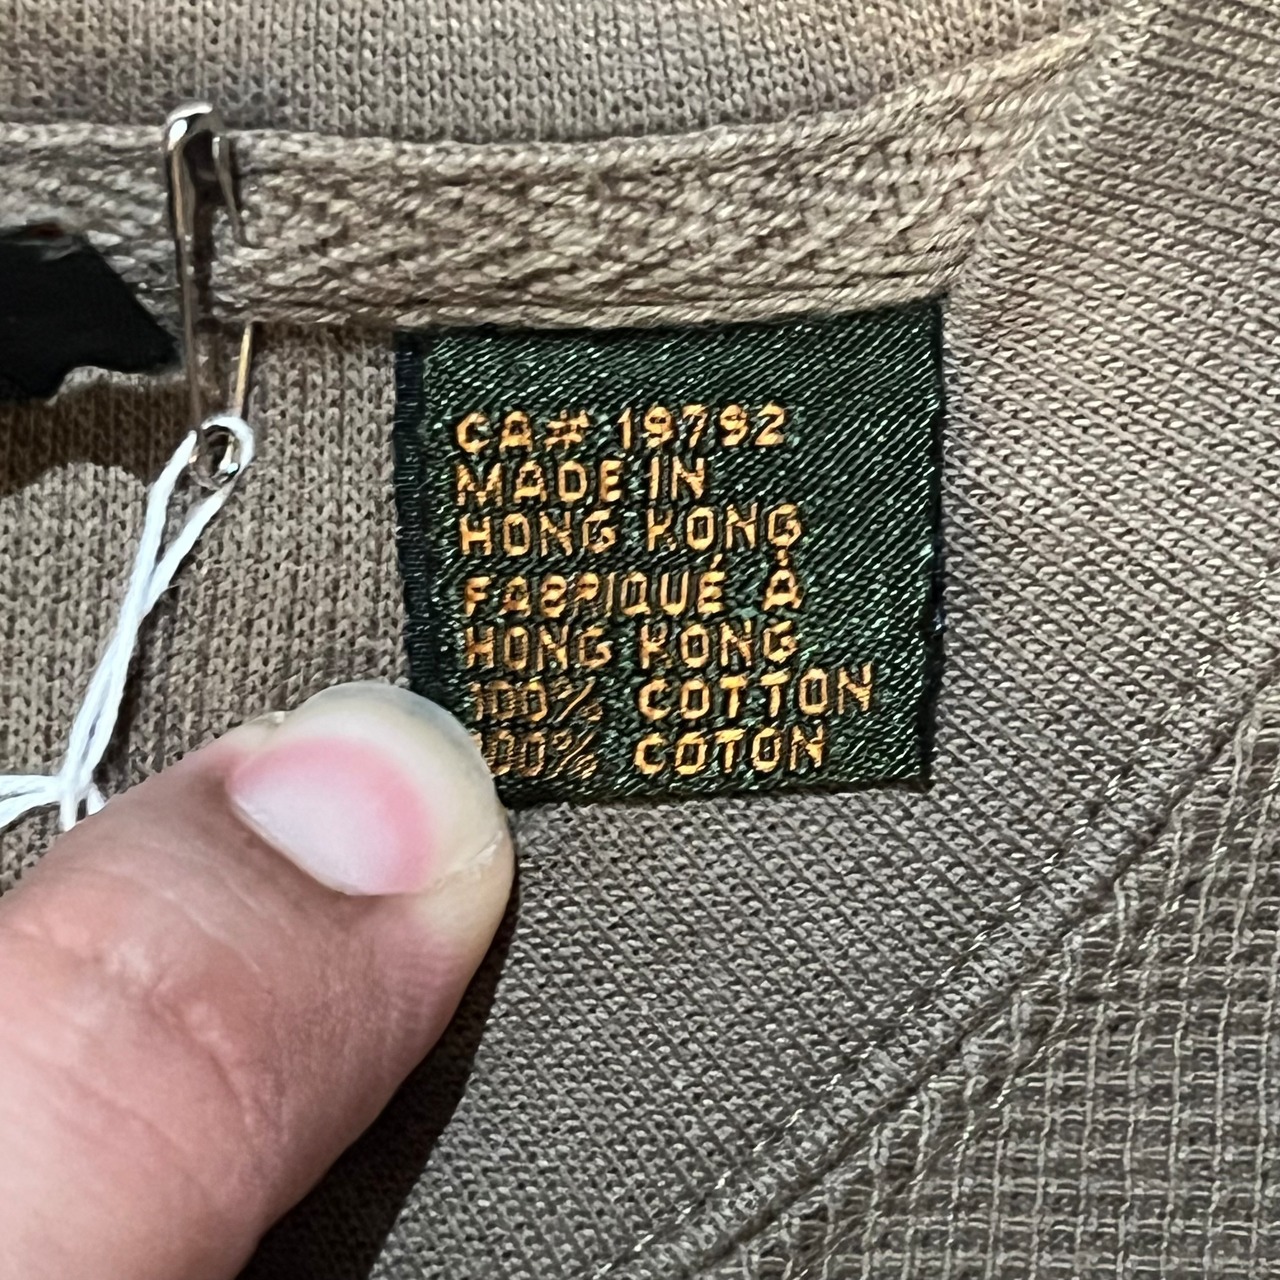 CA# 19792
MADE IN
HONG KONG
FABRIQUÉ À
HONG KONG
100% COTTON
100% COTON